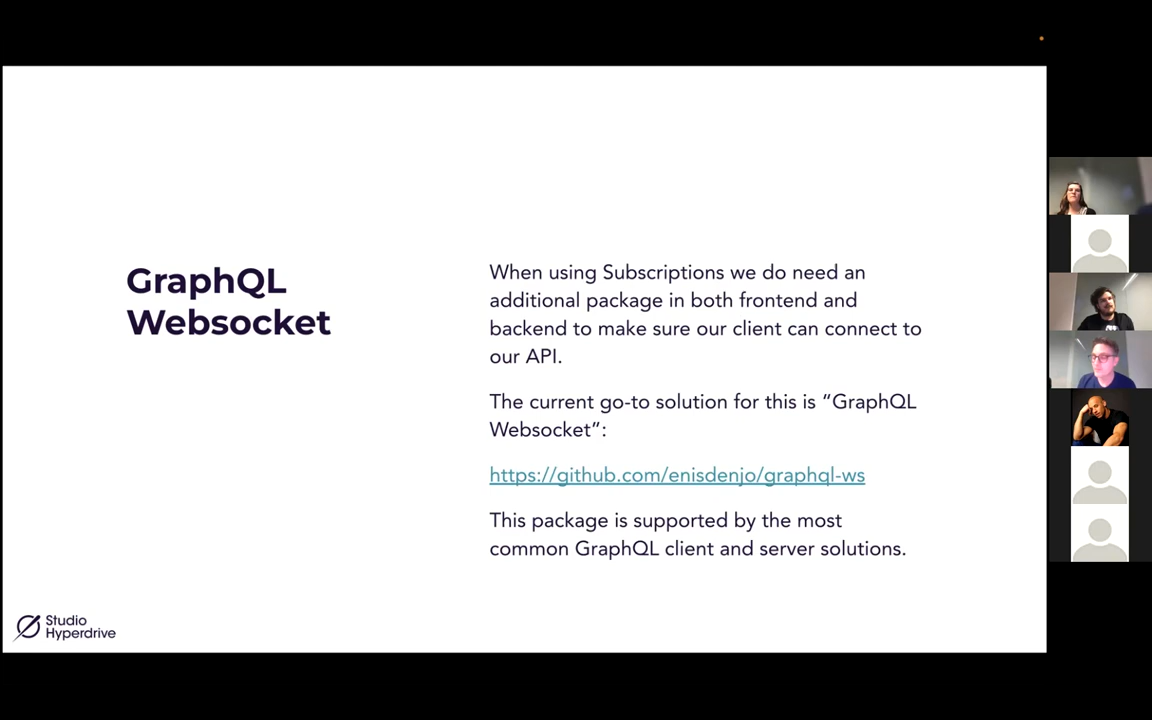 GraphQL
Websocket
When using Subscriptions we do need an
additional package in both frontend and
backend to make sure our client can connect to
our API.
The current go-to solution for this is “GraphQL
Websocket”:
https://github.com/enisdenjo/graphql-ws
This package is supported by the most
common GraphQL client and server solutions.
Studio
Hyperdrive